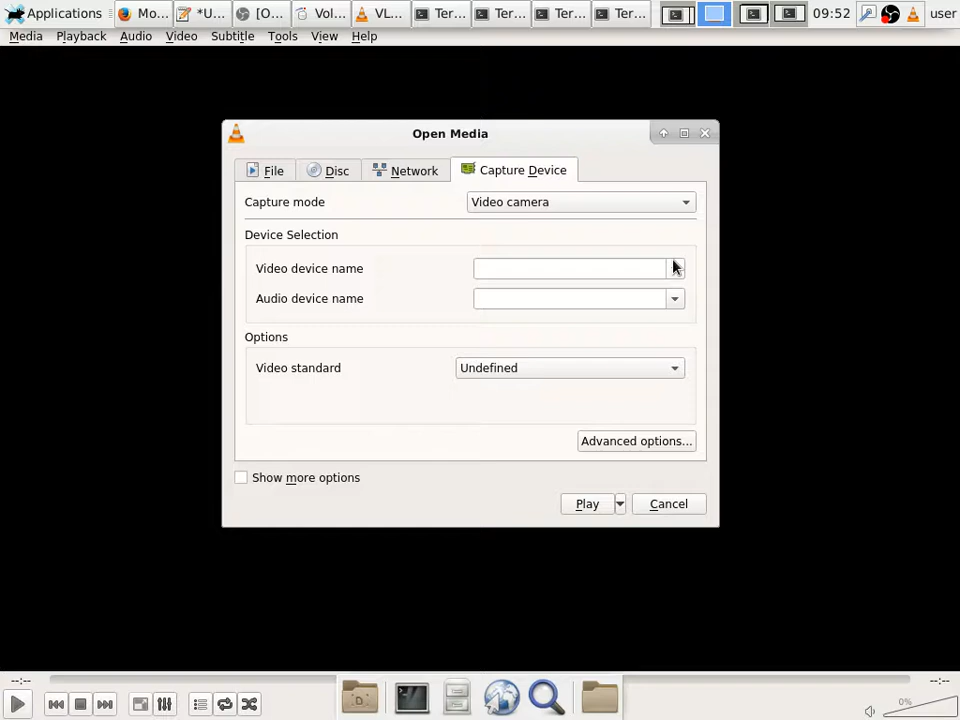 Applications Mo... *U... [O... Vol... VL... Ter... Ter... Ter... Ter... 09:52 user
Media Playback Audio Video Subtitle Tools View Help
Open Media
File Disc Network Capture Device
Capture mode Video camera
Device Selection
Video device name
Audio device name
Options
Video standard Undefined
Advanced options...
Show more options
Play Cancel
--:-- --:--
0%